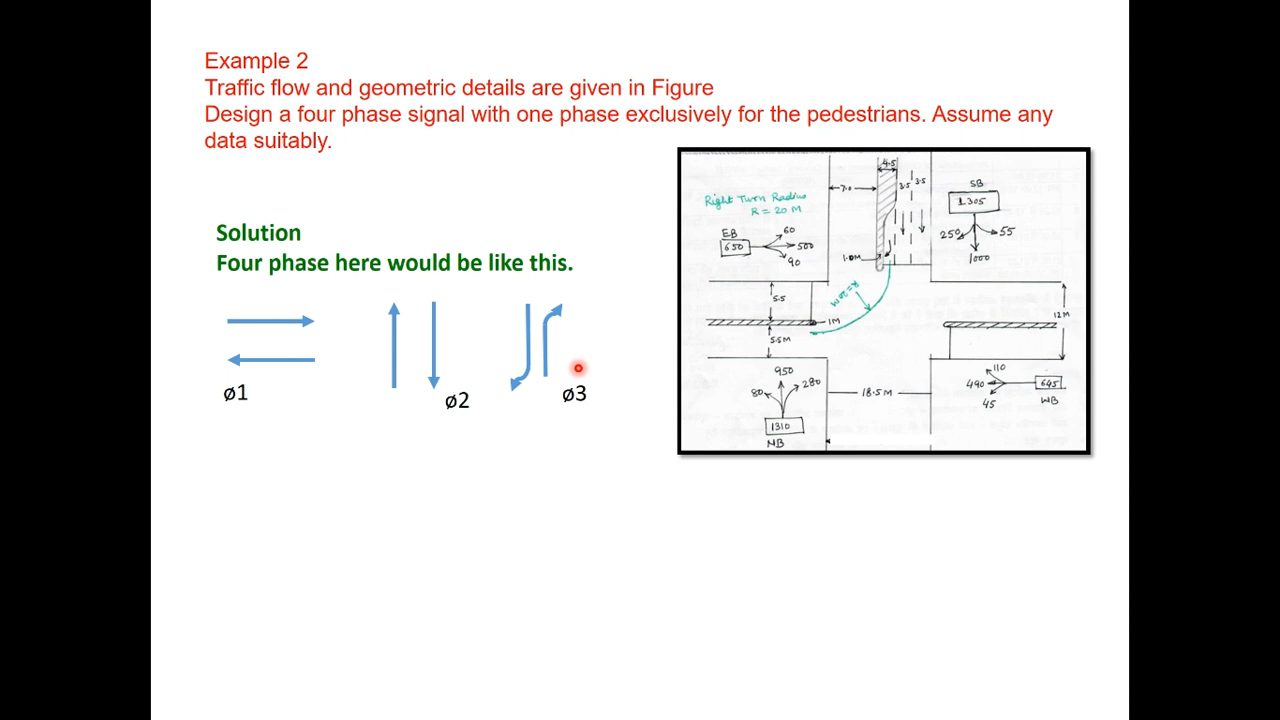 Example 2
Traffic flow and geometric details are given in Figure
Design a four phase signal with one phase exclusively for the pedestrians. Assume any
data suitably.
Solution
Four phase here would be like this.
ø1
ø2
ø3
4.5
7.0
3.5 3.5
Right Turn Radius
R = 20 M
SB
1305
250
55
1000
EB
650
60
500
90
1.0M
R=20M
5.5
1M
5.5M
12M
950
80
280
1310
NB
18.5M
110
490
45
645
WB